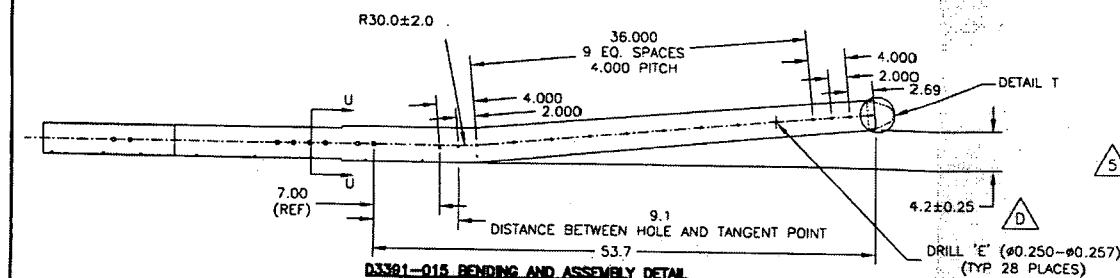 R30.0±2.0
36.000
9 EQ. SPACES
4.000 PITCH
4.000
2.000
2.69
DETAIL T
U
4.000
2.000
U
7.00
(REF)
9.1
DISTANCE BETWEEN HOLE AND TANGENT POINT
53.7
4.2±0.25
S
D
DRILL 'E' (ø0.250-ø0.257)
(TYP 28 PLACES)
D3391-015 BENDING AND ASSEMBLY DETAIL